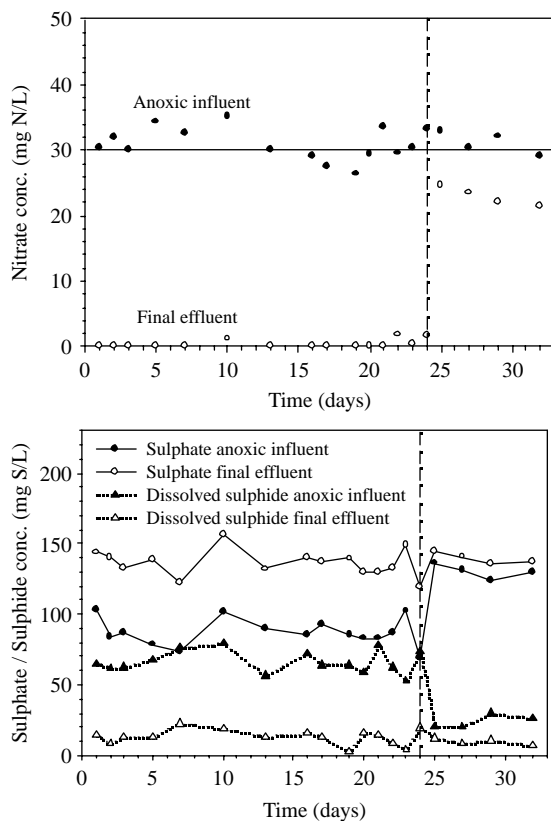 50
40
Anoxic influent
30
20
10
Final effluent
0
0 5 10 15 20 25 30
Nitrate conc. (mg N/L)
Time (days)
Sulphate anoxic influent
Sulphate final effluent
Dissolved sulphide anoxic influent
Dissolved sulphide final effluent
200
150
100
50
0
0 5 10 15 20 25 30
Sulphate / Sulphide conc. (mg S/L)
Time (days)